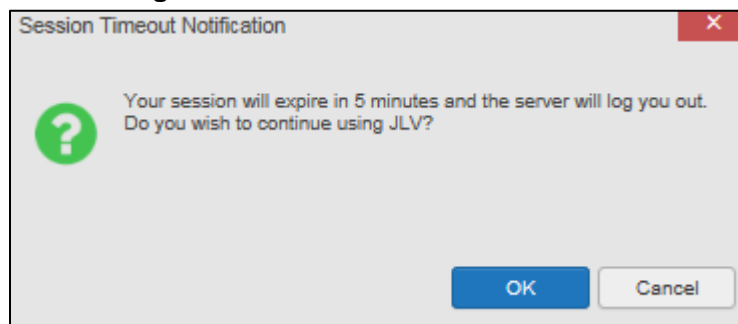 Session Timeout Notification
Your session will expire in 5 minutes and the server will log you out.
Do you wish to continue using JLV?
OK Cancel